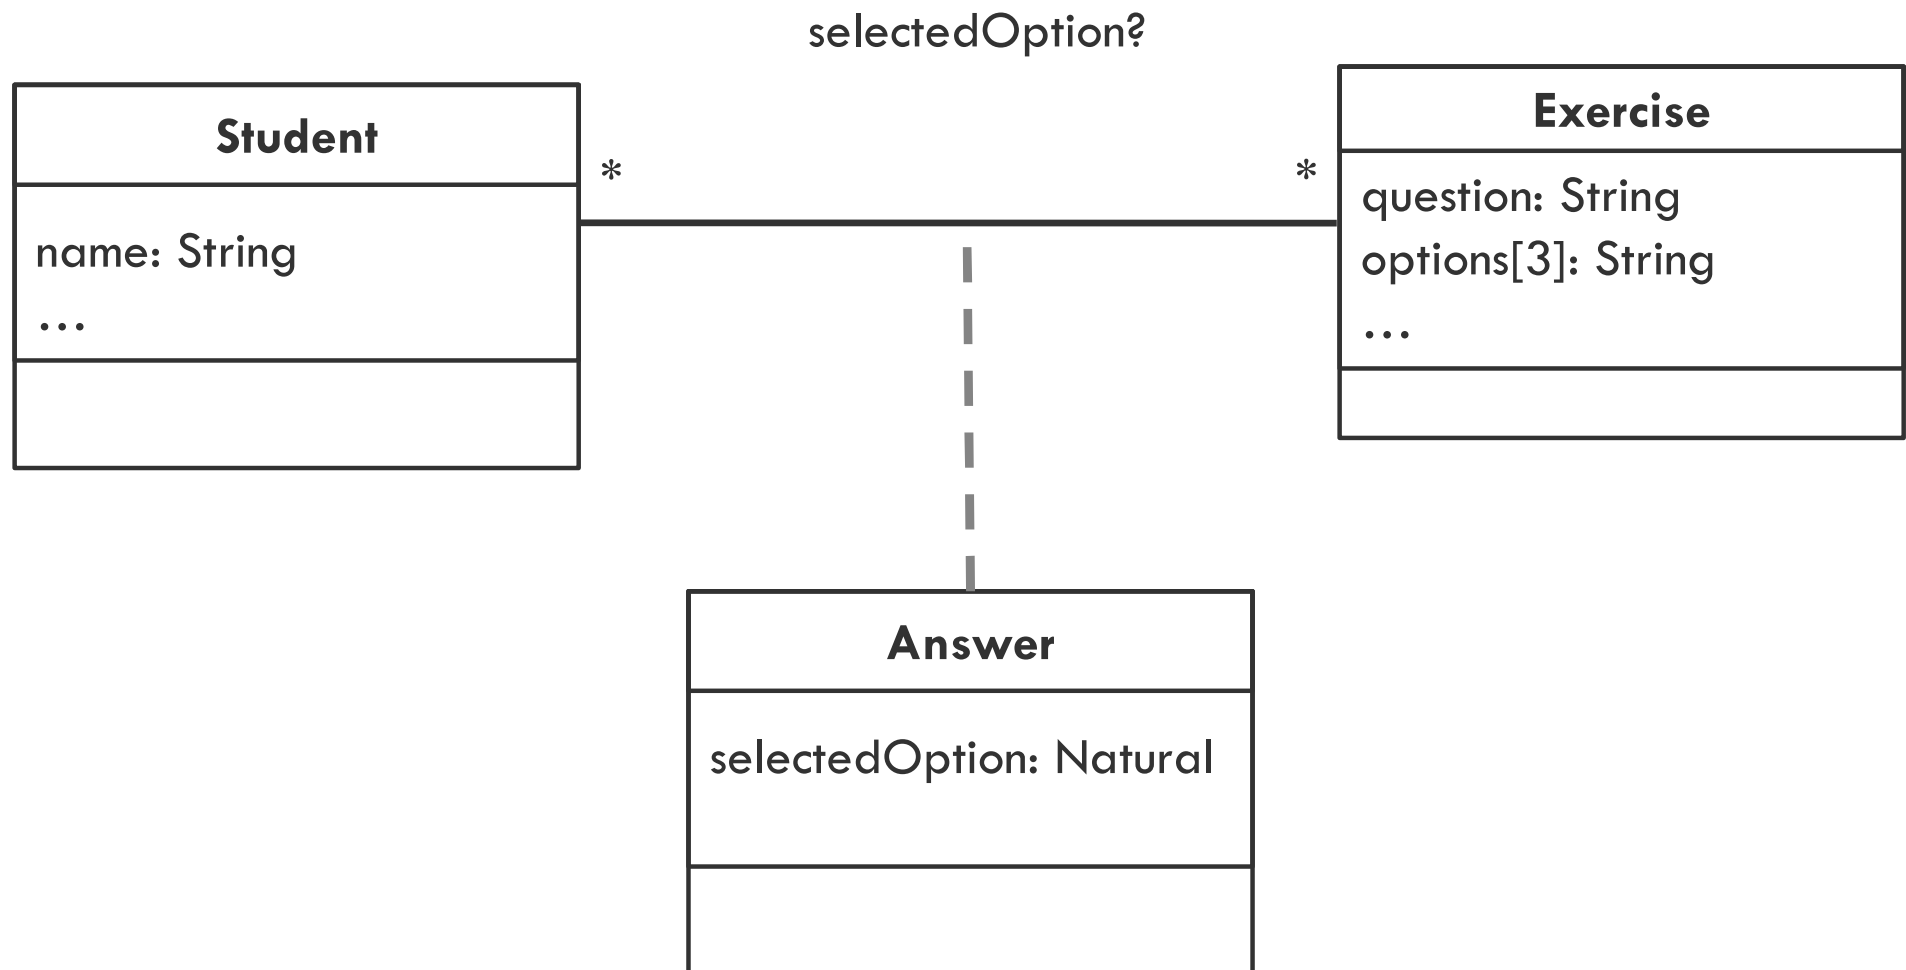 selectedOption?
Student
name: String
...
*
*
Exercise
question: String
options[3]: String
...
Answer
selectedOption: Natural